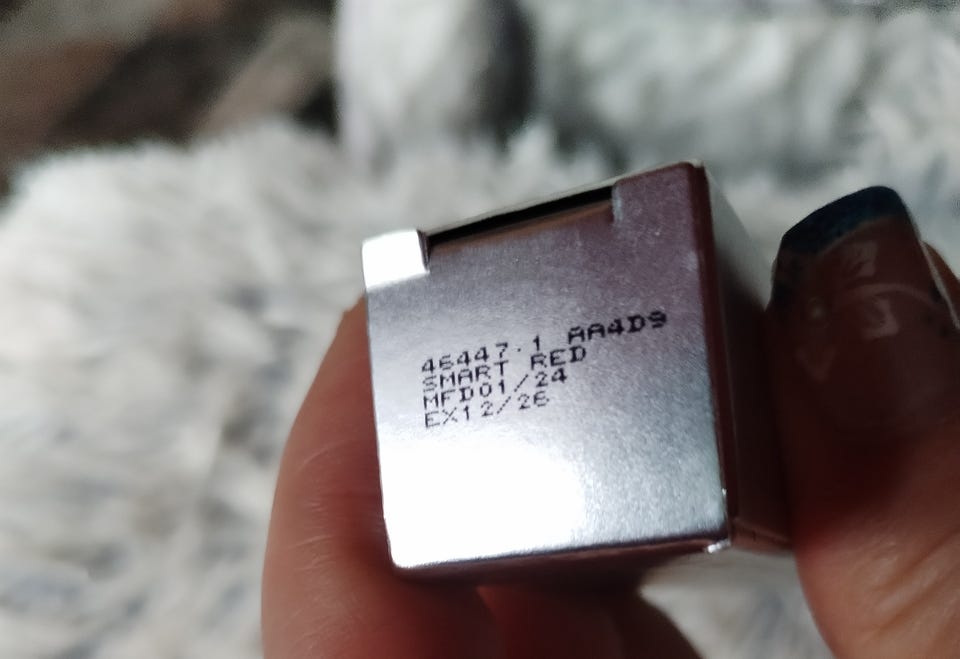 46447.1 AA4D9
SMART RED
MFD01/24
EX12/26